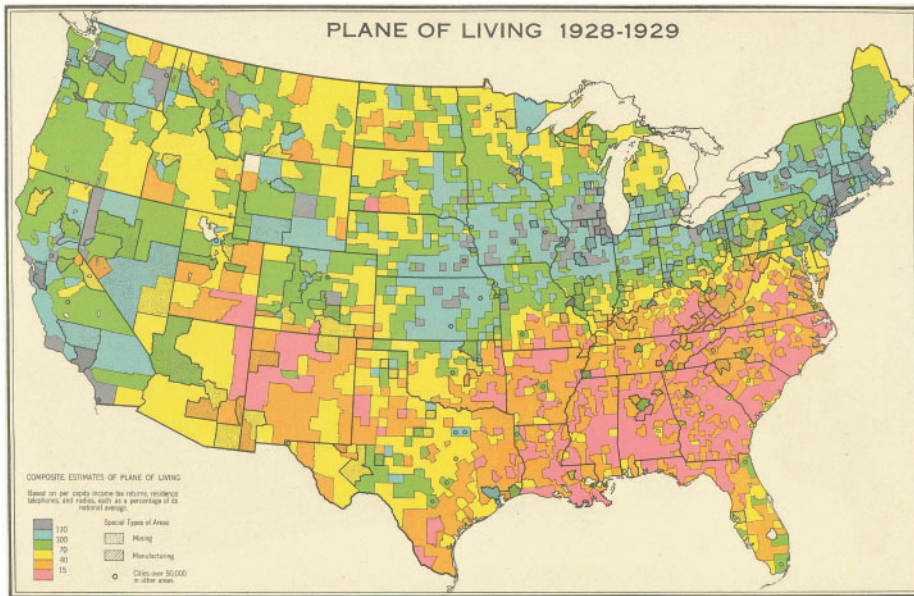 PLANE OF LIVING 1928-1929
COMPOSITE ESTIMATES OF PLANE OF LIVING
Based on per capita income tax returns, residence
telephones, and radios, each as a percentage of its
national average.
130
100
70
40
15
Special Types of Areas
Mining
Manufacturing
Cities over 50,000
in other areas